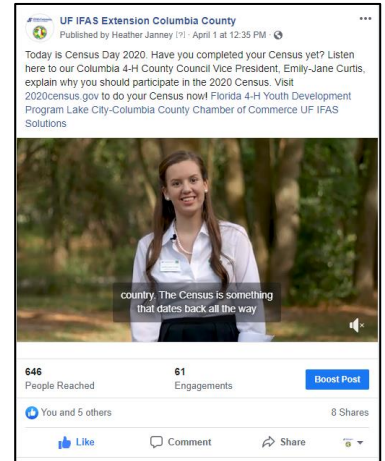 UF IFAS Extension Columbia County
Published by Heather Janney [?] · April 1 at 12:35 PM ·
Today is Census Day 2020. Have you completed your Census yet? Listen
here to our Columbia 4-H County Council Vice President, Emily-Jane Curtis,
explain why you should participate in the 2020 Census. Visit
2020census.gov to do your Census now! Florida 4-H Youth Development
Program Lake City-Columbia County Chamber of Commerce UF IFAS
Solutions
country. The Census is something
that dates back all the way
646 61
People Reached Engagements Boost Post
You and 5 others 8 Shares
Like Comment Share